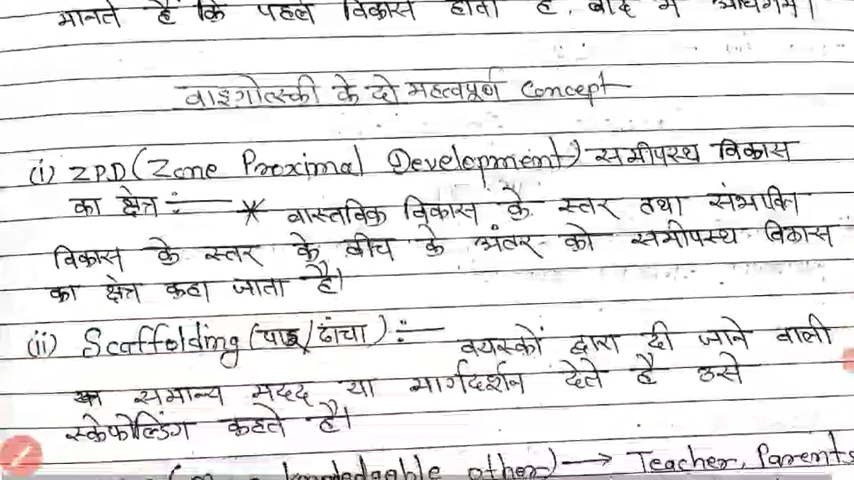 मानते हैं कि पहले विकास होता है, बाद में अधिगम।
वाइगोत्स्की के दो महत्वपूर्ण Concept
(i) ZPD (Zone Proximal Development) समीपस्थ विकास
का क्षेत्र :— * वास्तविक विकास के स्तर तथा संभावित
विकास के स्तर के बीच के अंतर को समीपस्थ विकास
का क्षेत्र कहा जाता है।
(ii) Scaffolding (पाड़/ढांचा) :— वयस्कों द्वारा दी जाने वाली
समान्य मदद या मार्गदर्शन देते है उसे
स्केफोल्डिंग कहते है।
knowledgeable other) → Teacher, Parents